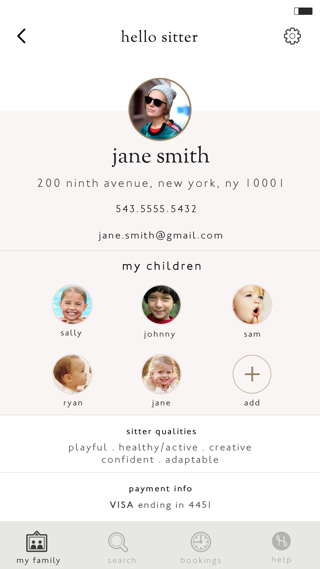 hello sitter
jane smith
200 ninth avenue, new york, ny 10001
543.5555.5432
jane.smith@gmail.com
my children
sally johnny sam
ryan jane add
sitter qualities
playful . healthy/active . creative
confident . adaptable
payment info
VISA ending in 4451
my family search bookings help